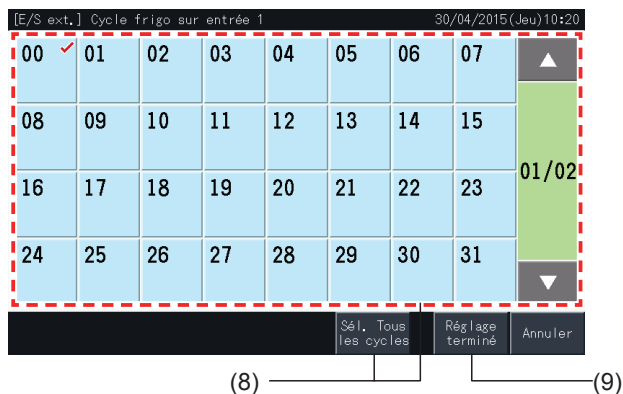 [E/S ext.] Cycle frigo sur entrée 1 30/04/2015(Jeu)10:20
00 01 02 03 04 05 06 07
08 09 10 11 12 13 14 15
01/02
16 17 18 19 20 21 22 23
24 25 26 27 28 29 30 31
Sél. Tous les cycles
Réglage terminé
Annuler
(8) (9)